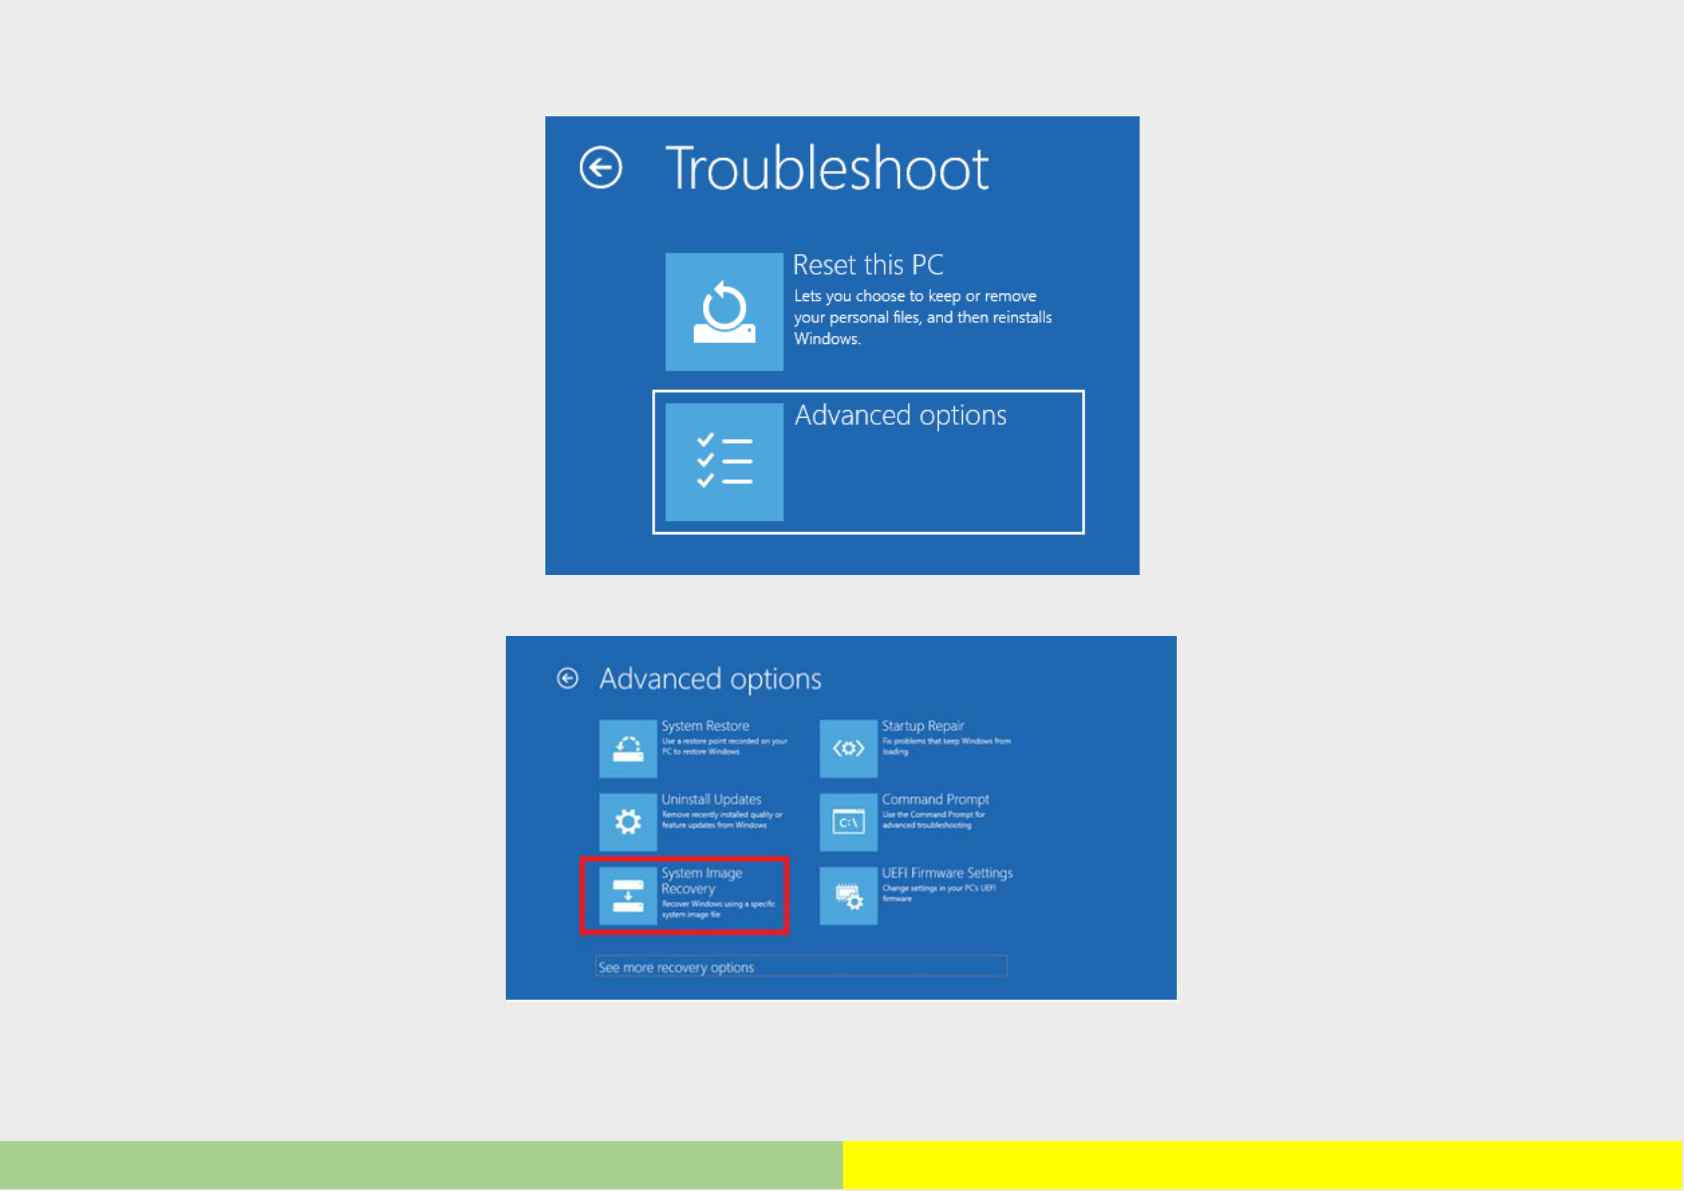 Troubleshoot
Reset this PC
Lets you choose to keep or remove
your personal files, and then reinstalls
Windows.
Advanced options
Advanced options
System Restore
Use a restore point recorded on your
PC to restore Windows
Startup Repair
Fix problems that keep Windows from
loading
Uninstall Updates
Remove recently installed quality or
feature updates from Windows
Command Prompt
Use the Command Prompt for
advanced troubleshooting
C:\
System Image
Recovery
Recover Windows using a specific
system image file
UEFI Firmware Settings
Change settings in your PC's UEFI
firmware
See more recovery options